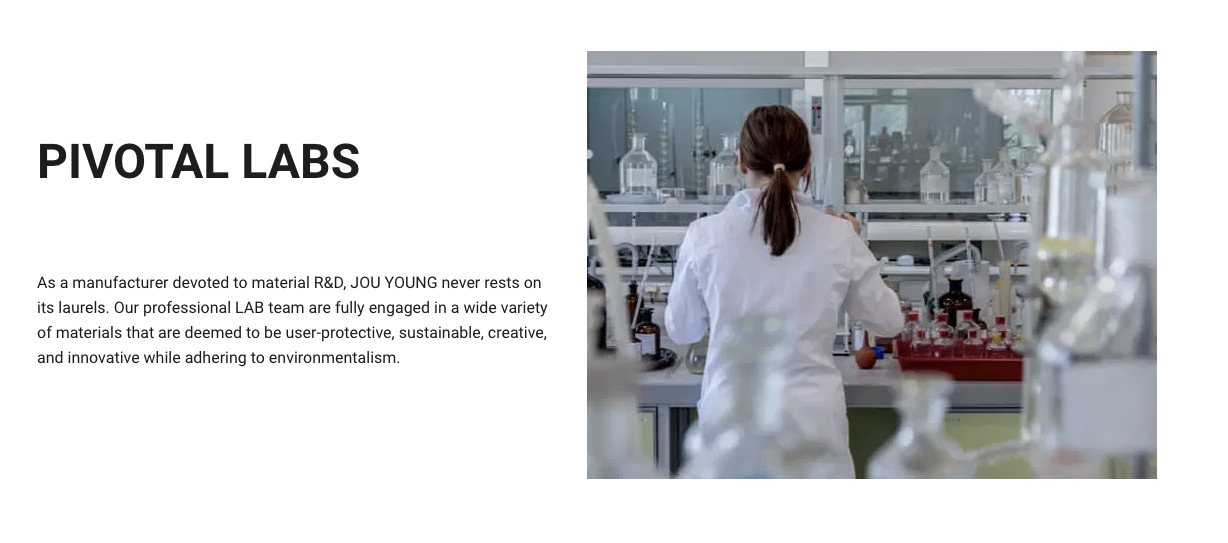 PIVOTAL LABS
As a manufacturer devoted to material R&D, JOU YOUNG never rests on
its laurels. Our professional LAB team are fully engaged in a wide variety
of materials that are deemed to be user-protective, sustainable, creative,
and innovative while adhering to environmentalism.